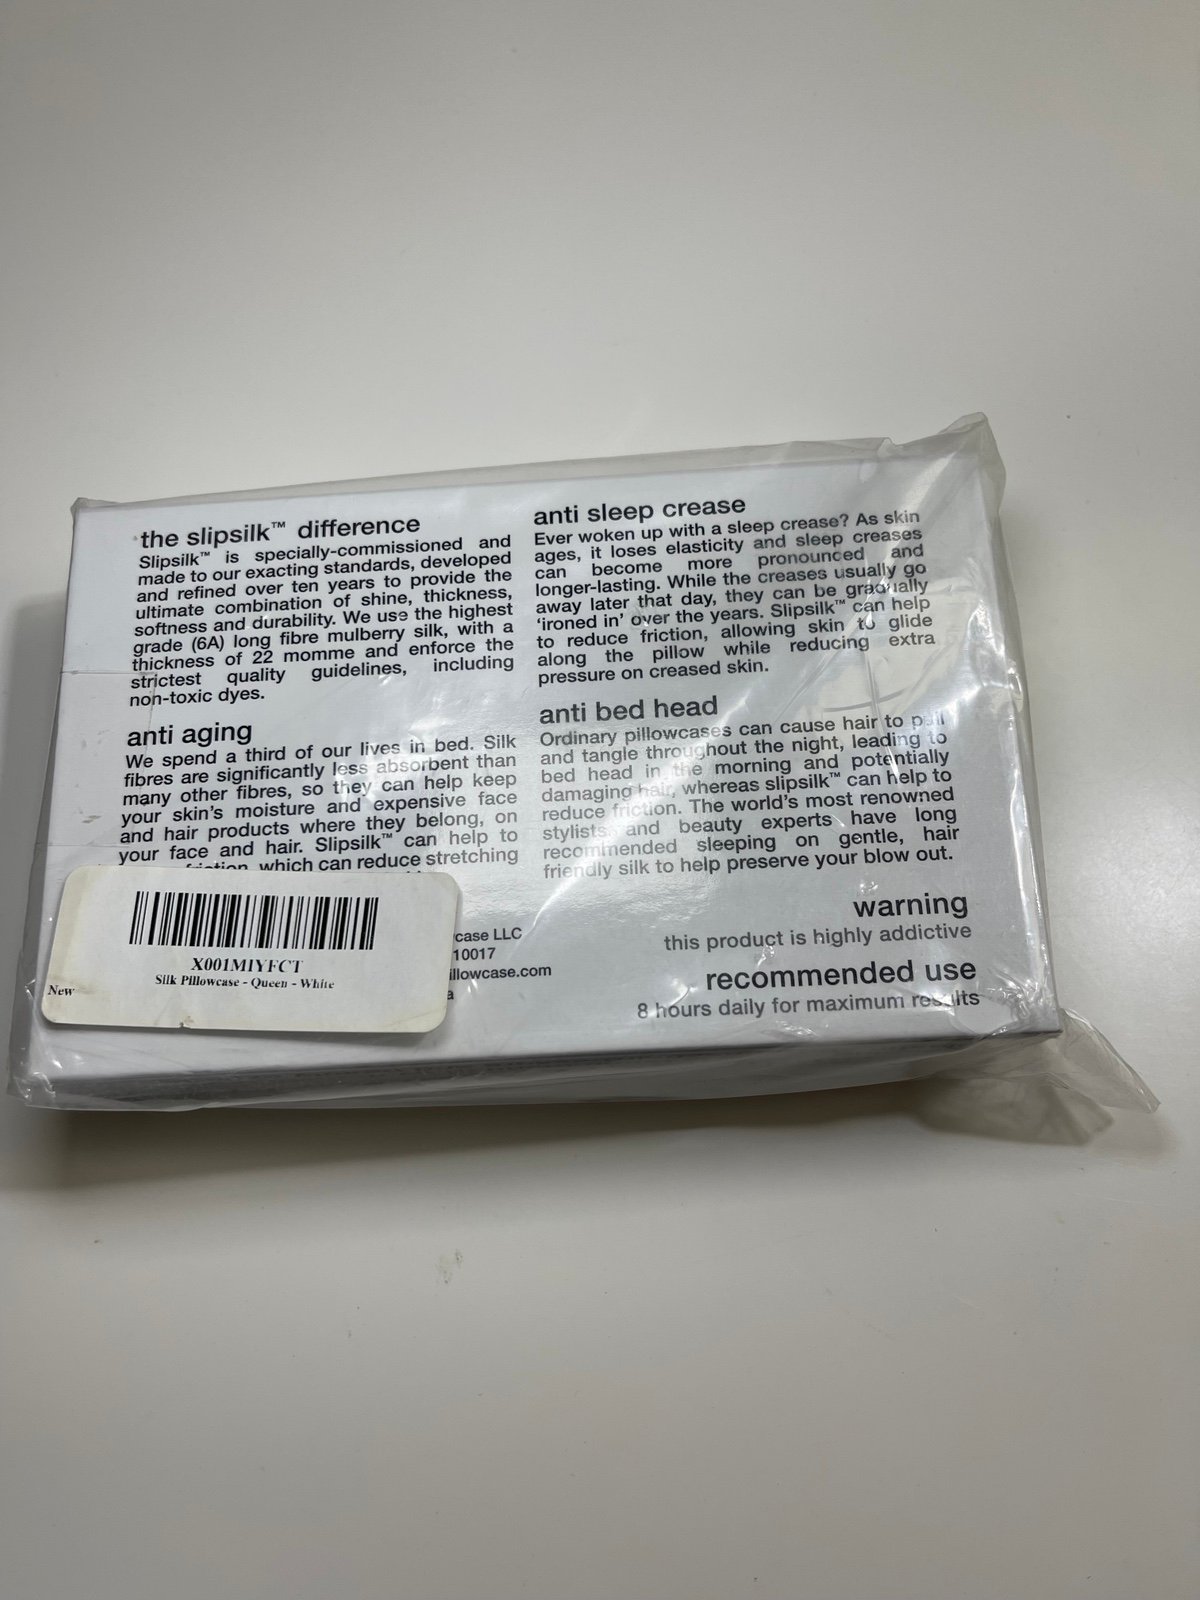 the slipsilk™ difference
Slipsilk™ is specially-commissioned and
made to our exacting standards, developed
and refined over ten years to provide the
ultimate combination of shine, thickness,
softness and durability. We use the highest
grade (6A) long fibre mulberry silk, with a
thickness of 22 momme and enforce the
strictest quality guidelines, including
non-toxic dyes.
anti aging
We spend a third of our lives in bed. Silk
fibres are significantly less absorbent than
many other fibres, so they can help keep
your skin's moisture and expensive face
and hair products where they belong, on
your face and hair. Slipsilk™ can help to
friction, which can reduce stretching
case LLC
10017
illowcase.com
a
X001M1YFCT
Silk Pillowcase - Queen - White
New
anti sleep crease
Ever woken up with a sleep crease? As skin
ages, it loses elasticity and sleep creases
can become more pronounced and
longer-lasting. While the creases usually go
away later that day, they can be gradually
'ironed in' over the years. Slipsilk™ can help
to reduce friction, allowing skin to glide
along the pillow while reducing extra
pressure on creased skin.
anti bed head
Ordinary pillowcases can cause hair to pull
and tangle throughout the night, leading to
bed head in the morning and potentially
damaging hair, whereas slipsilk™ can help to
reduce friction. The world's most renowned
stylists and beauty experts have long
recommended sleeping on gentle, hair
friendly silk to help preserve your blow out.
warning
this product is highly addictive
recommended use
8 hours daily for maximum results